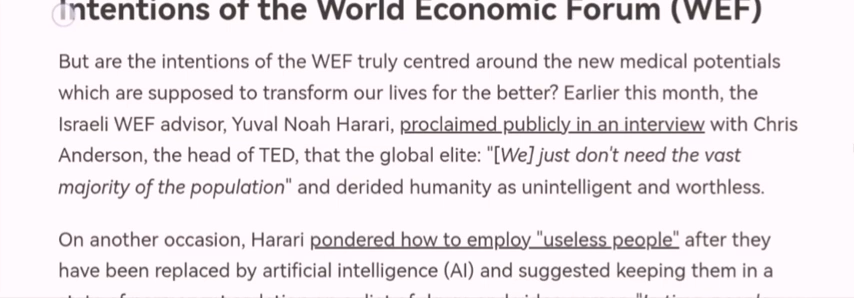 Intentions of the World Economic Forum (WEF)
But are the intentions of the WEF truly centred around the new medical potentials
which are supposed to transform our lives for the better? Earlier this month, the
Israeli WEF advisor, Yuval Noah Harari, proclaimed publicly in an interview with Chris
Anderson, the head of TED, that the global elite: "[We] just don't need the vast
majority of the population" and derided humanity as unintelligent and worthless.
On another occasion, Harari pondered how to employ "useless people" after they
have been replaced by artificial intelligence (AI) and suggested keeping them in a